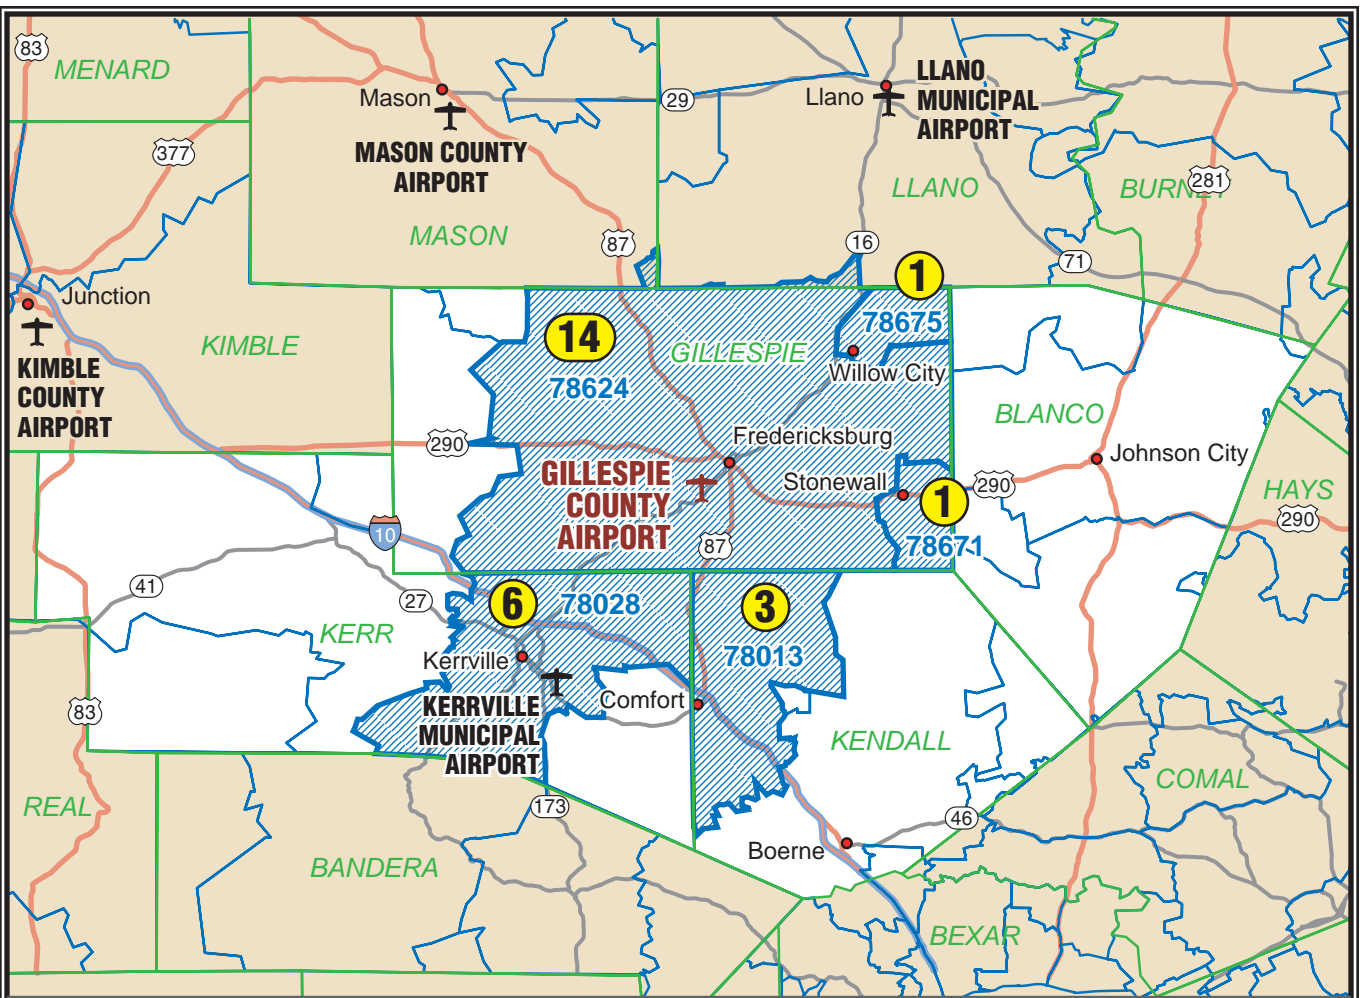 83
MENARD
Mason
29
Llano
LLANO
MUNICIPAL
AIRPORT
377
MASON COUNTY
AIRPORT
LLANO
BURNET
281
MASON
87
16
71
1
78675
Junction
14
78624
GILLESPIE
KIMBLE
KIMBLE
COUNTY
AIRPORT
Willow City
BLANCO
290
Fredericksburg
Johnson City
GILLESPIE
COUNTY
AIRPORT
Stonewall
1
78671
290
HAYS
290
10
87
41
27
6
78028
3
78013
KERR
Kerrville
Comfort
KERRVILLE
MUNICIPAL
AIRPORT
83
KENDALL
COMAL
REAL
173
46
Boerne
BANDERA
BEXAR